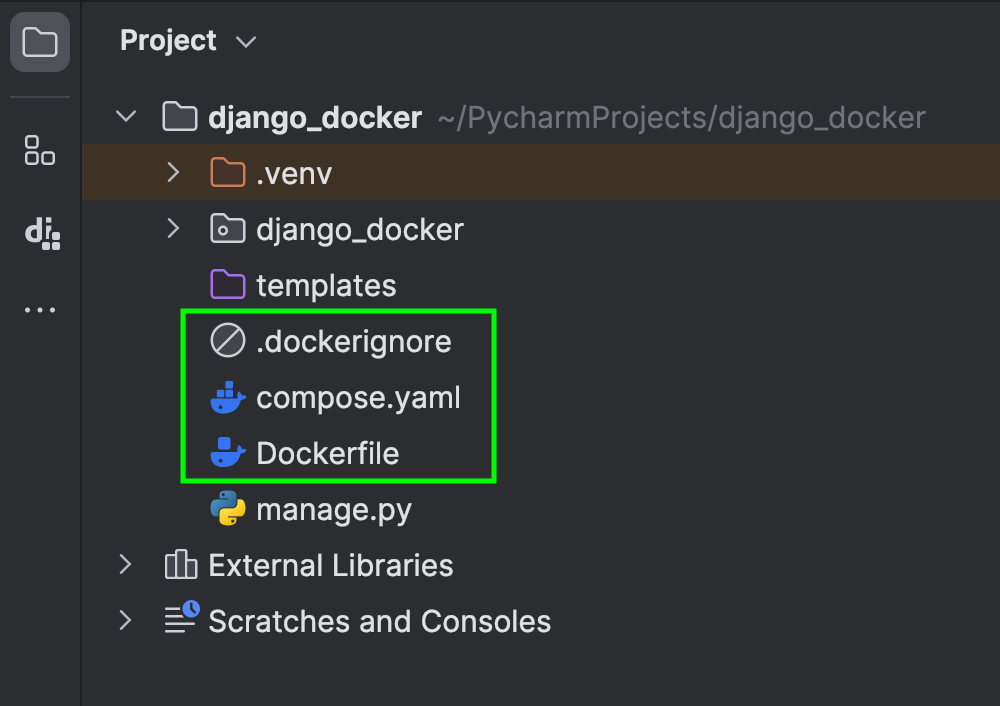 Project
django_docker ~/PycharmProjects/django_docker
.venv
django_docker
templates
.dockerignore
compose.yaml
Dockerfile
manage.py
External Libraries
Scratches and Consoles